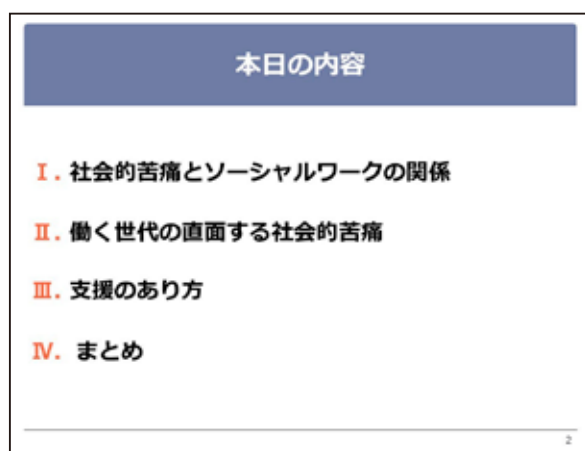 本日の内容
Ⅰ. 社会的苦痛とソーシャルワークの関係
Ⅱ. 働く世代の直面する社会的苦痛
Ⅲ. 支援のあり方
Ⅳ. まとめ
2